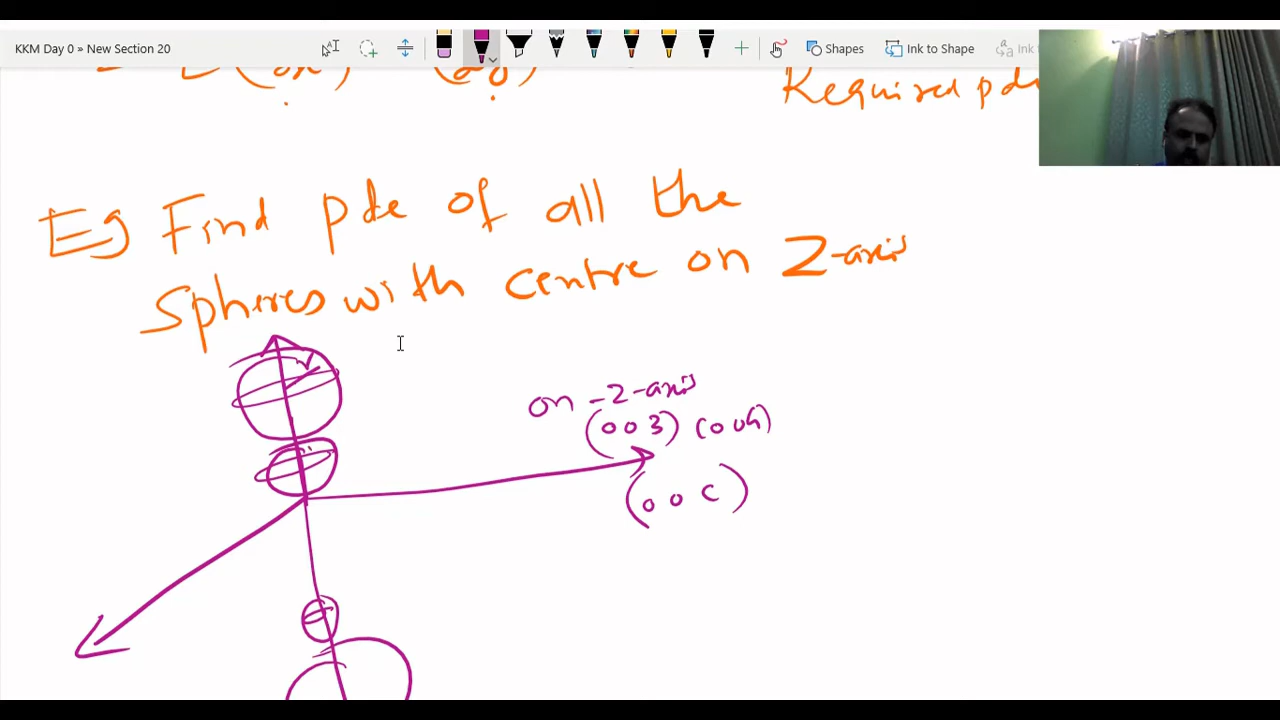 KKM Day 0 » New Section 20
Shapes
Ink to Shape
Ink
Required pde
Eg Find pde of all the
Spheres with centre on Z-axis
on -Z-axis
(0 0 3) (0 0 4)
(0 0 C)